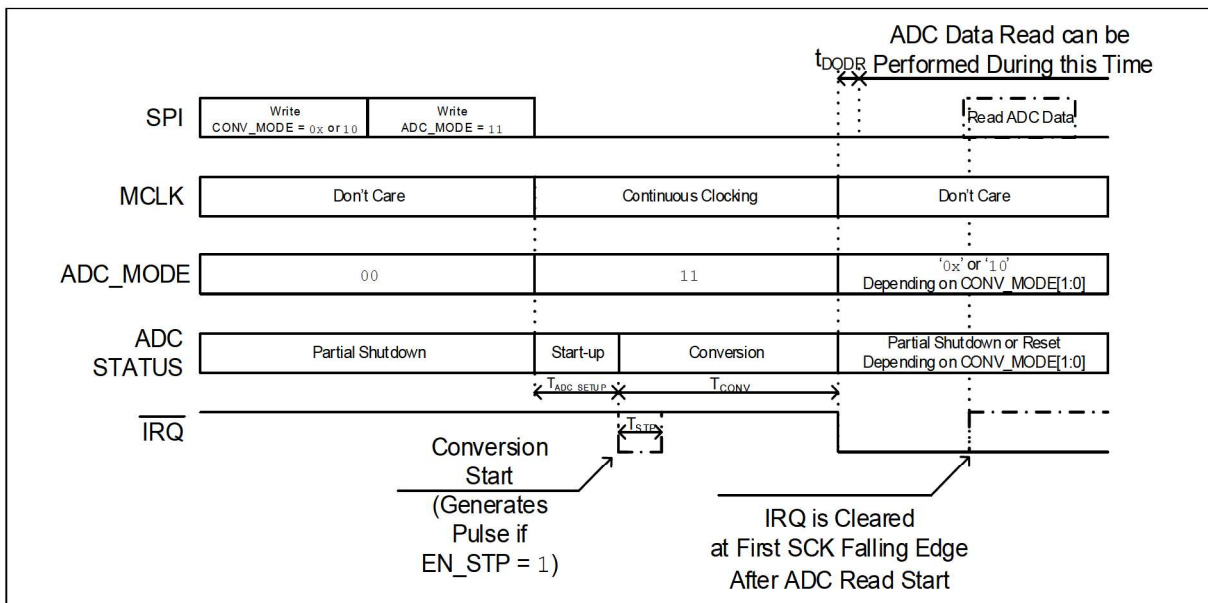 ADC Data Read can be
tDODR Performed During this Time
SPI
Write
CONV_MODE = 0x or 10
Write
ADC_MODE = 11
Read ADC Data
MCLK
Don't Care
Continuous Clocking
Don't Care
ADC_MODE
00
11
‘0x’ or ‘10’
Depending on CONV_MODE[1:0]
ADC
STATUS
Partial Shutdown
Start-up
Conversion
Partial Shutdown or Reset
Depending on CONV_MODE[1:0]
TADC_SETUP
TCONV
IRQ
TSTP
Conversion
Start
(Generates
Pulse if
EN_STP = 1)
IRQ is Cleared
at First SCK Falling Edge
After ADC Read Start